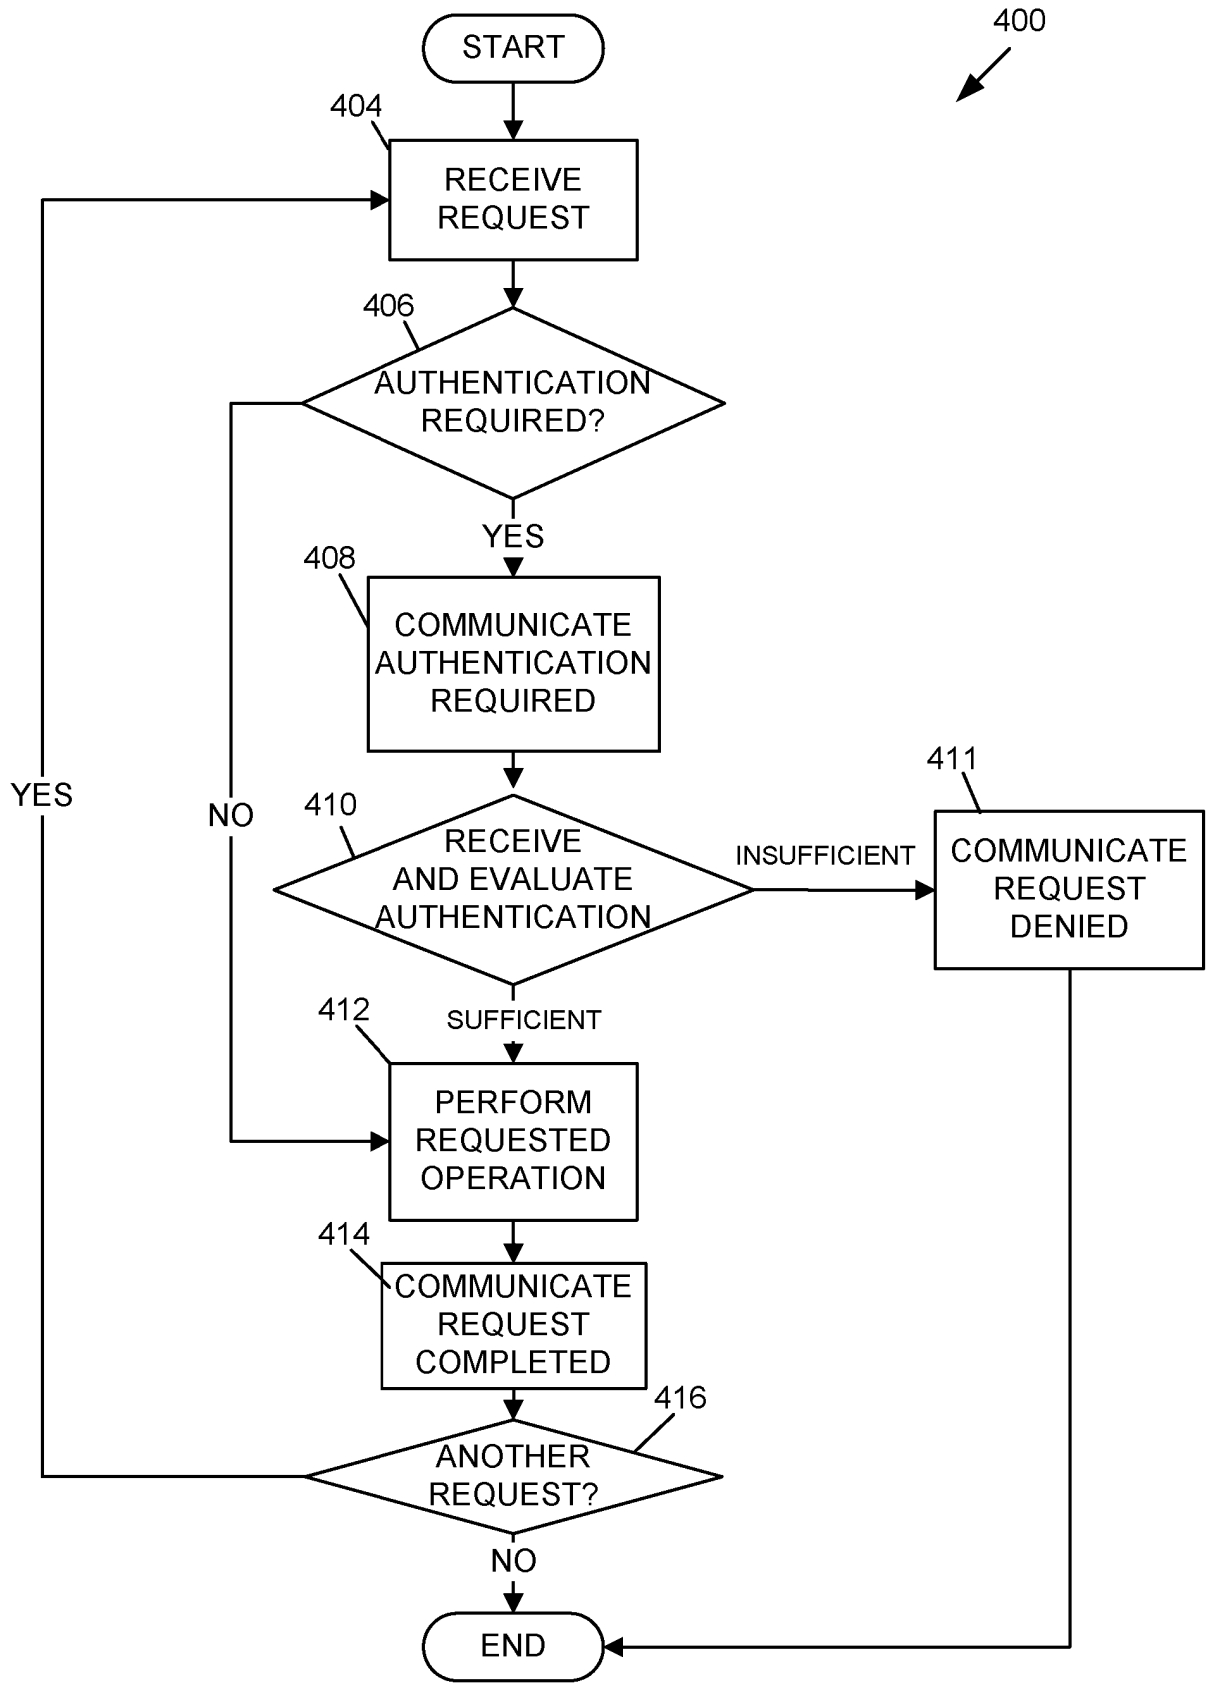 START
400
404
RECEIVE
REQUEST
406
AUTHENTICATION
REQUIRED?
YES
408
COMMUNICATE
AUTHENTICATION
REQUIRED
YES
NO
410
RECEIVE
AND EVALUATE
AUTHENTICATION
INSUFFICIENT
411
COMMUNICATE
REQUEST
DENIED
SUFFICIENT
412
PERFORM
REQUESTED
OPERATION
414
COMMUNICATE
REQUEST
COMPLETED
416
ANOTHER
REQUEST?
NO
END